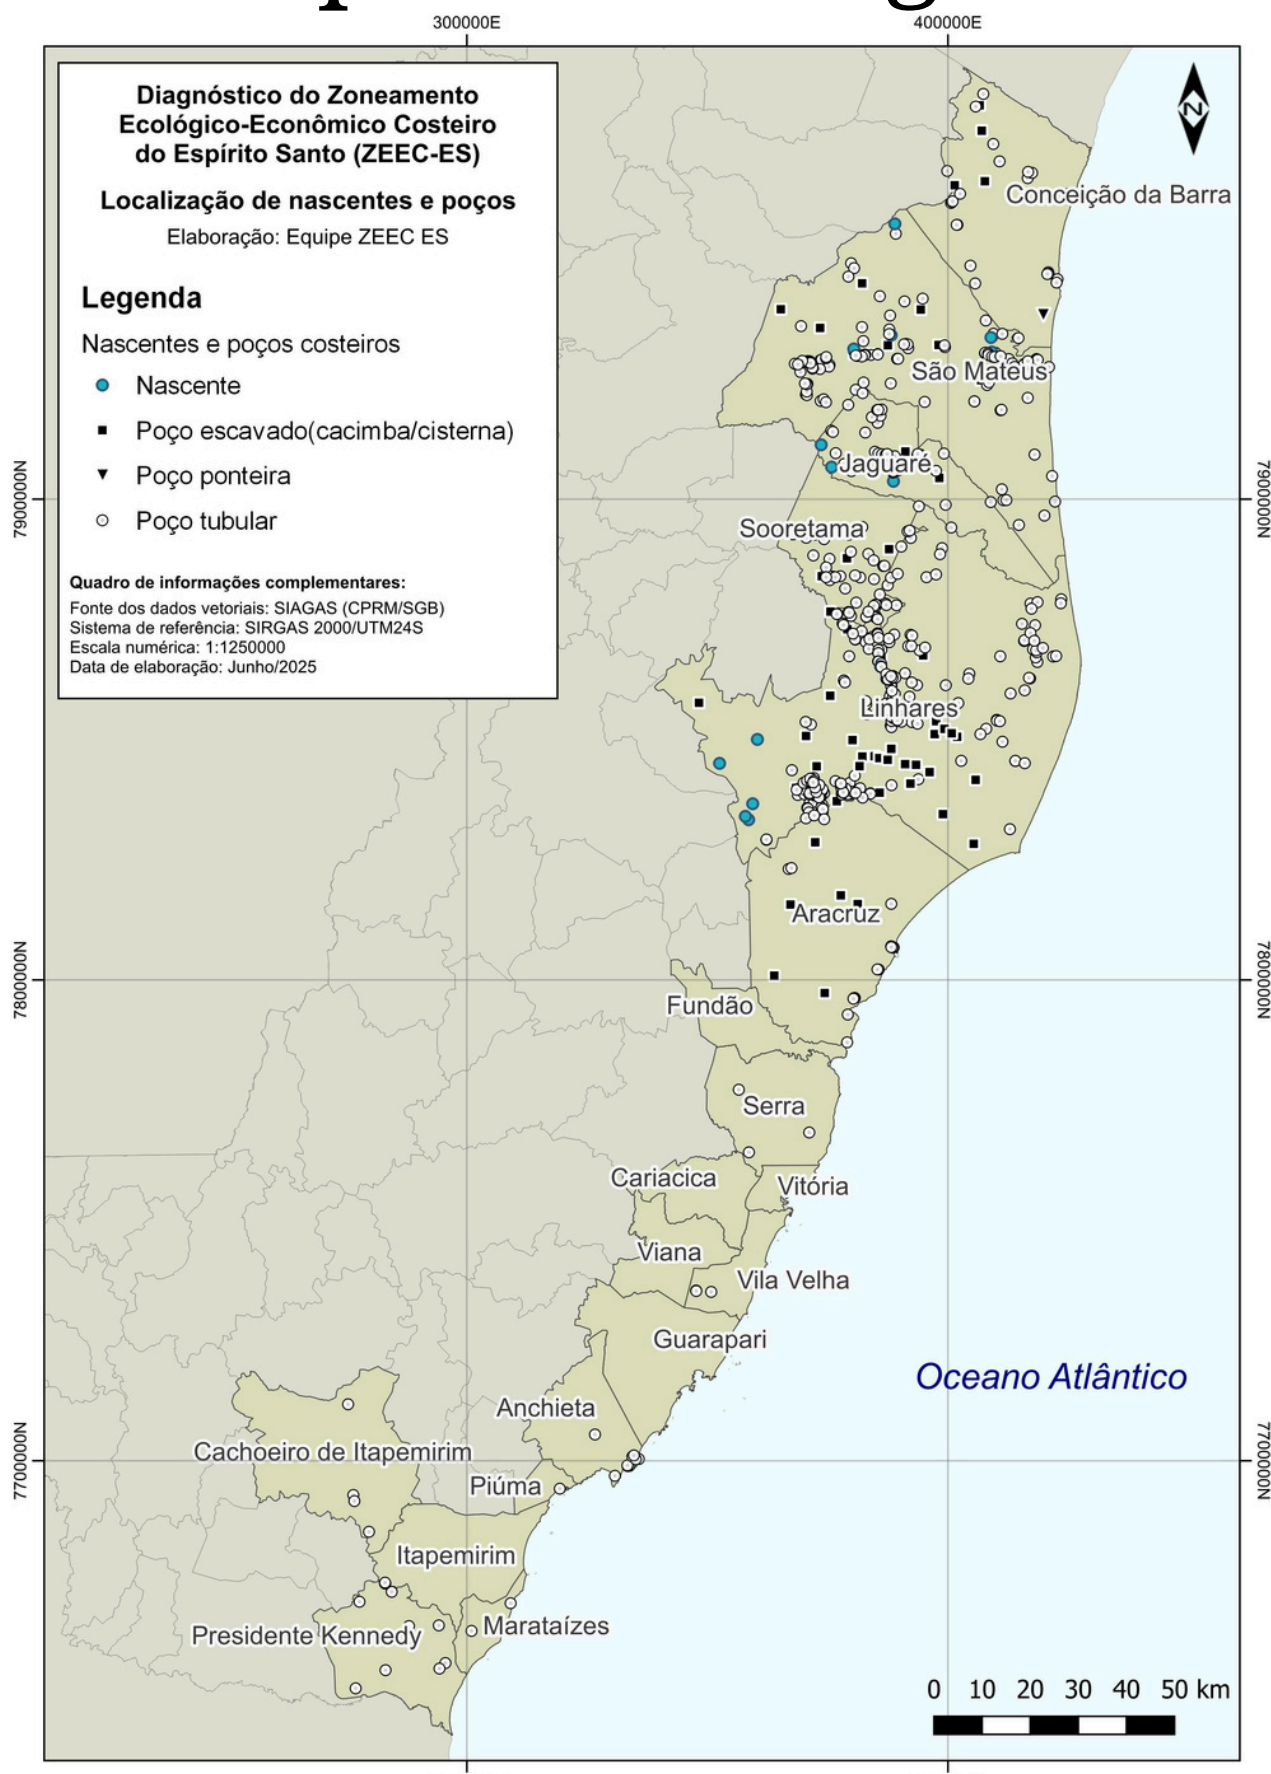 300000E
400000E
Diagnóstico do Zoneamento
Ecológico-Econômico Costeiro
do Espírito Santo (ZEEC-ES)
Localização de nascentes e poços
Elaboração: Equipe ZEEC ES
Legenda
Nascentes e poços costeiros
Nascente
Poço escavado(cacimba/cisterna)
Poço ponteira
Poço tubular
Quadro de informações complementares:
Fonte dos dados vetoriais: SIAGAS (CPRM/SGB)
Sistema de referência: SIRGAS 2000/UTM24S
Escala numérica: 1:1250000
Data de elaboração: Junho/2025
N
Conceição da Barra
São Mateus
Jaguaré
7900000N
7900000N
Sooretama
Linhares
Aracruz
7800000N
7800000N
Fundão
Serra
Cariacica
Vitória
Viana
Vila Velha
Guarapari
Oceano Atlântico
Anchieta
Cachoeiro de Itapemirim
7700000N
7700000N
Piúma
Itapemirim
Marataízes
Presidente Kennedy
0 10 20 30 40 50 km